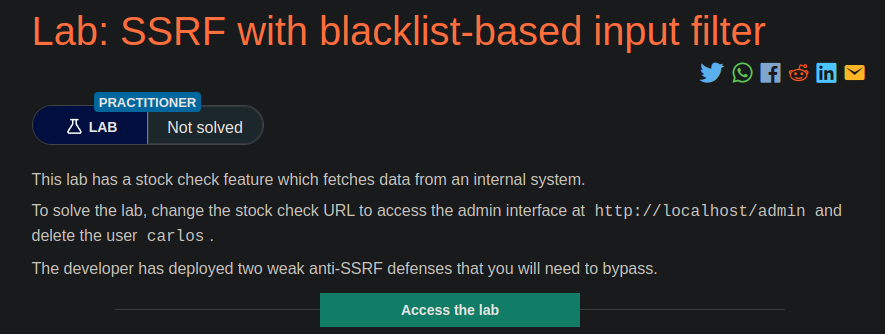 Lab: SSRF with blacklist-based input filter
PRACTITIONER
LAB
Not solved
This lab has a stock check feature which fetches data from an internal system.
To solve the lab, change the stock check URL to access the admin interface at http://localhost/admin and
delete the user carlos .
The developer has deployed two weak anti-SSRF defenses that you will need to bypass.
Access the lab